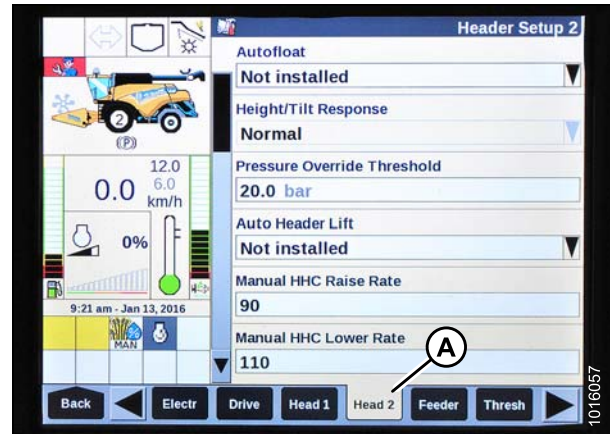 Header Setup 2
Autofloat
Not installed
Height/Tilt Response
Normal
Pressure Override Threshold
20.0 bar
Auto Header Lift
Not installed
Manual HHC Raise Rate
90
Manual HHC Lower Rate
110
2
(P)
12.0
0.0 6.0
km/h
0%
9:21 am - Jan 13, 2016
MAN
%
A
Back Electr Drive Head 1 Head 2 Feeder Thresh
1016057